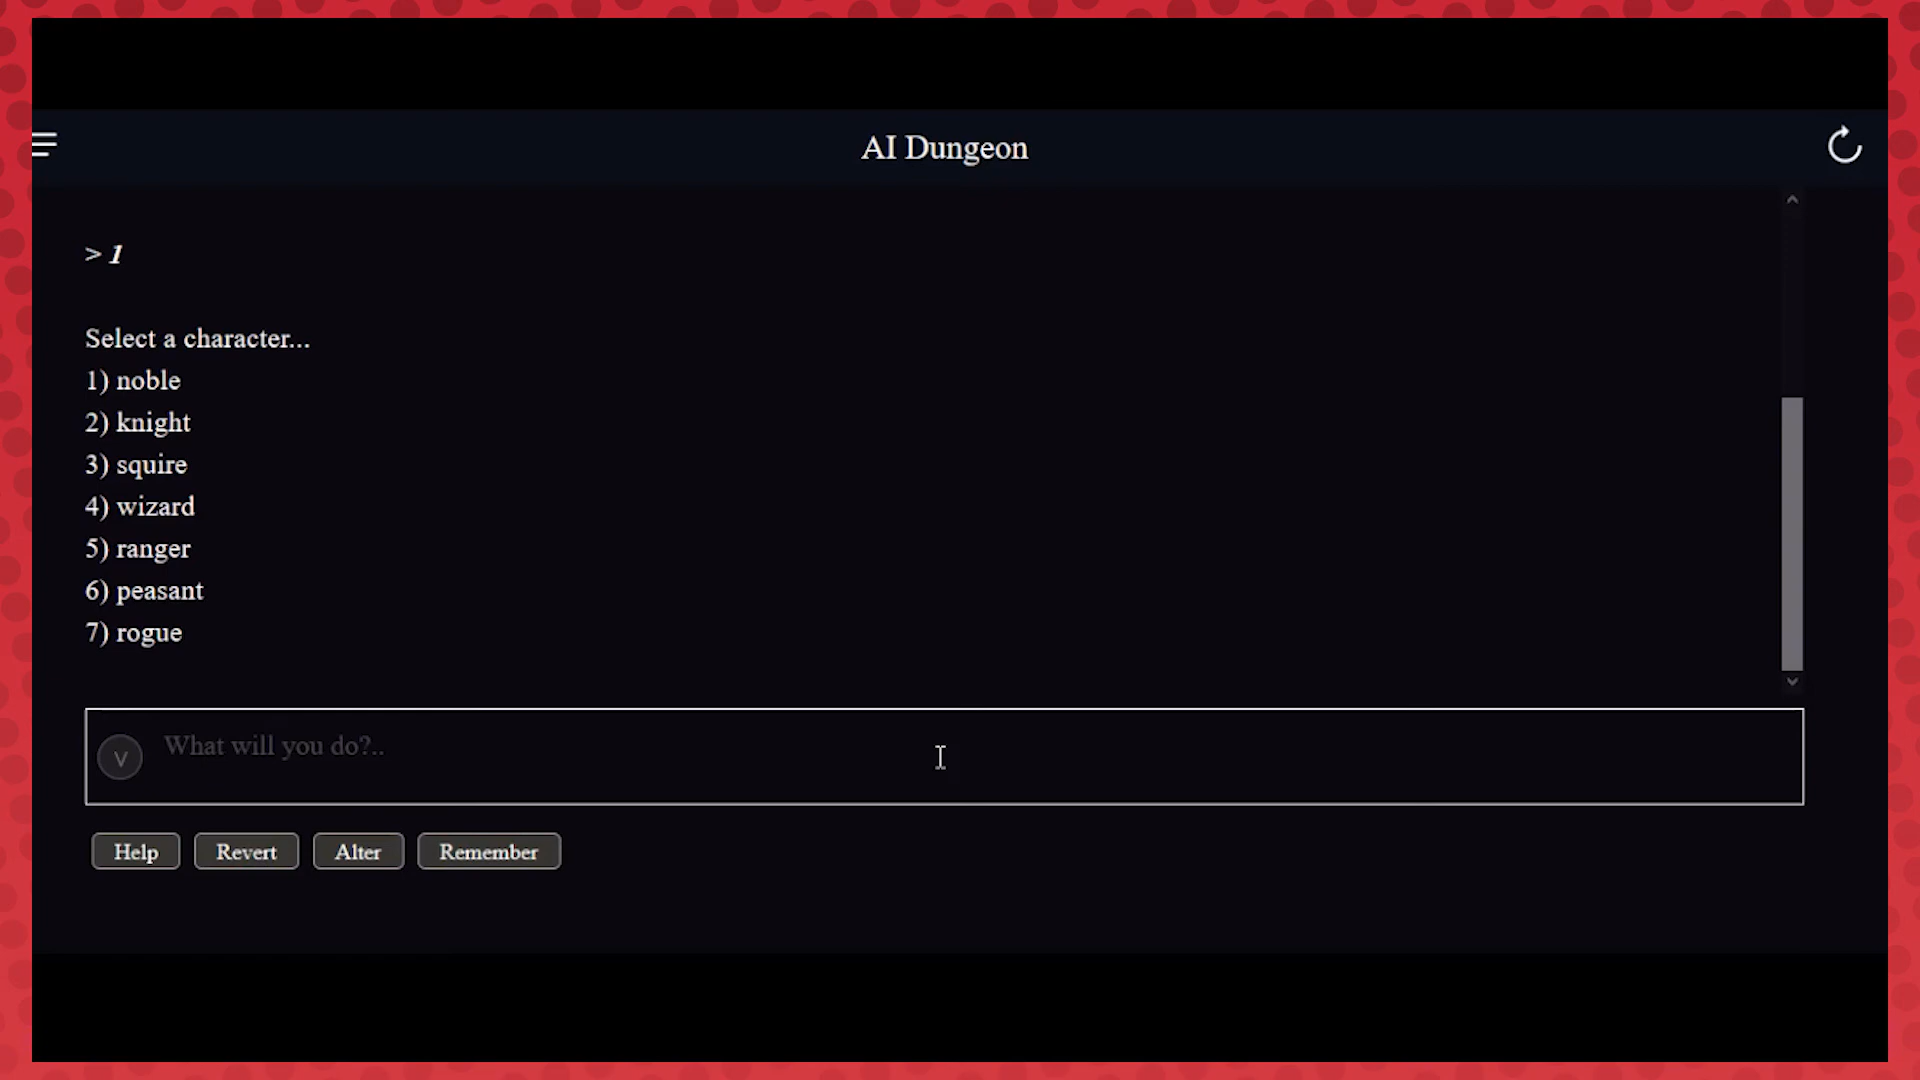 AI Dungeon
> 1
Select a character...
1) noble
2) knight
3) squire
4) wizard
5) ranger
6) peasant
7) rogue
V What will you do?..
Help Revert Alter Remember